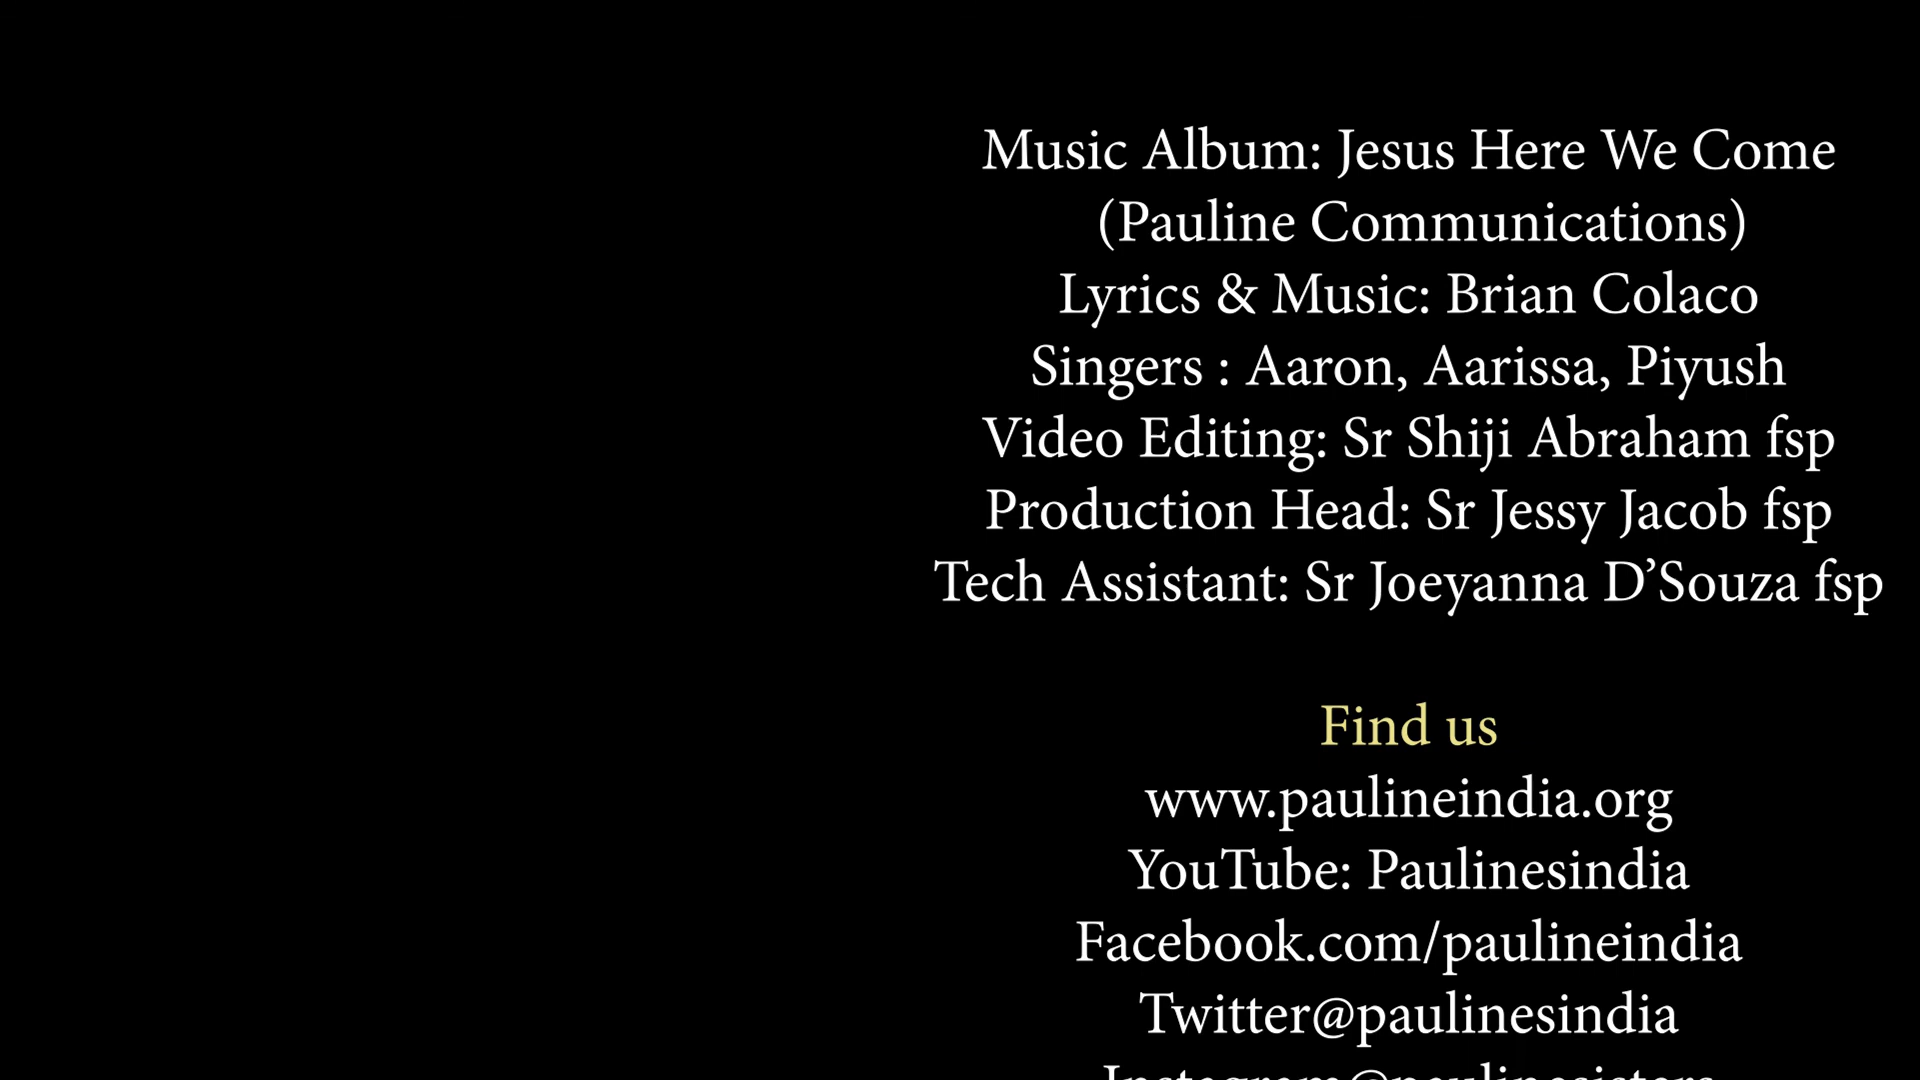 Music Album: Jesus Here We Come
(Pauline Communications)
Lyrics & Music: Brian Colaco
Singers : Aaron, Aarissa, Piyush
Video Editing: Sr Shiji Abraham fsp
Production Head: Sr Jessy Jacob fsp
Tech Assistant: Sr Joeyanna D’Souza fsp
Find us
www.paulineindia.org
YouTube: Paulinesindia
Facebook.com/paulineindia
Twitter@paulinesindia